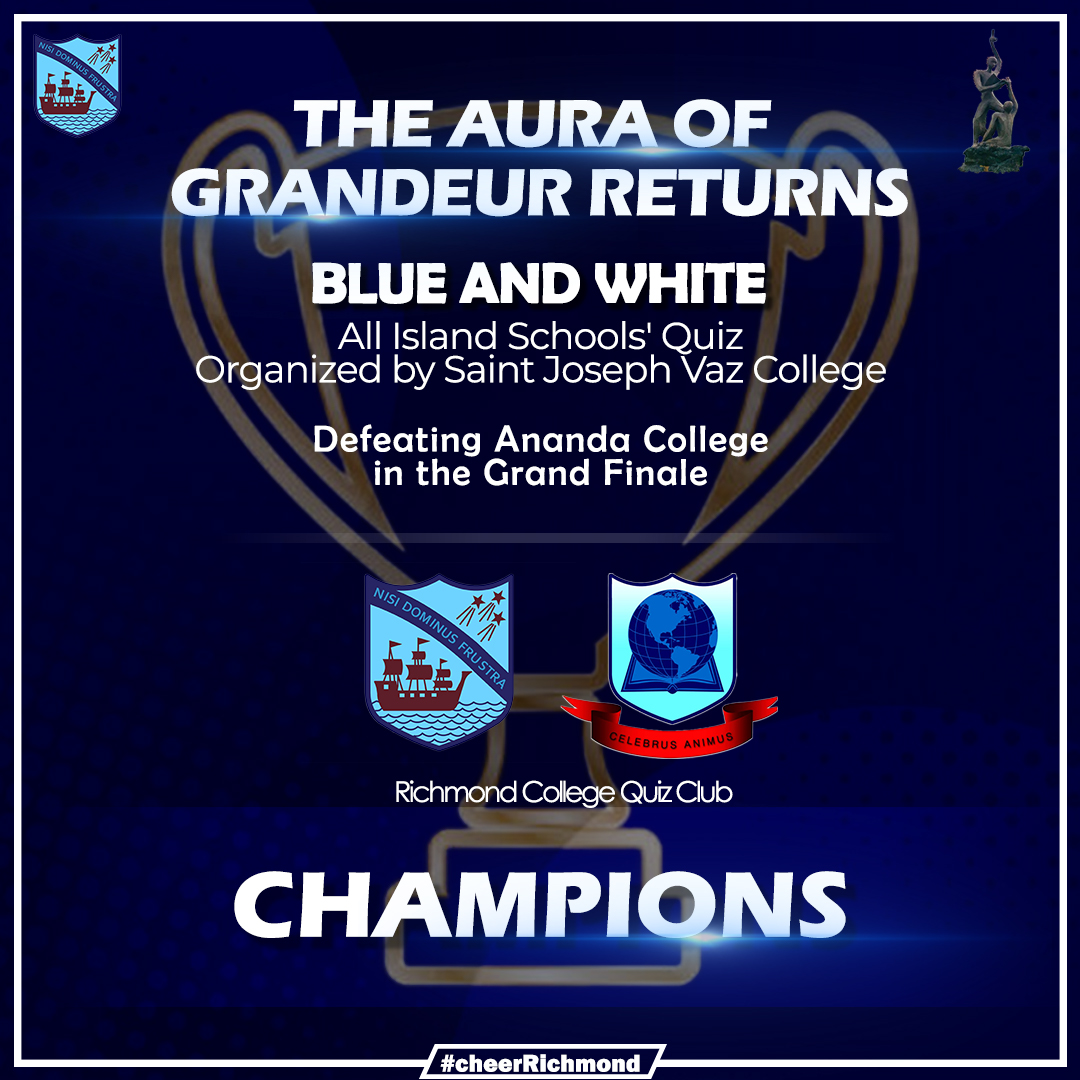 NISI DOMINUS FRUSTRA
THE AURA OF
GRANDEUR RETURNS
BLUE AND WHITE
All Island Schools' Quiz
Organized by Saint Joseph Vaz College
Defeating Ananda College
in the Grand Finale
NISI DOMINUS FRUSTRA
CELEBRUS ANIMUS
Richmond College Quiz Club
CHAMPIONS
#cheerRichmond